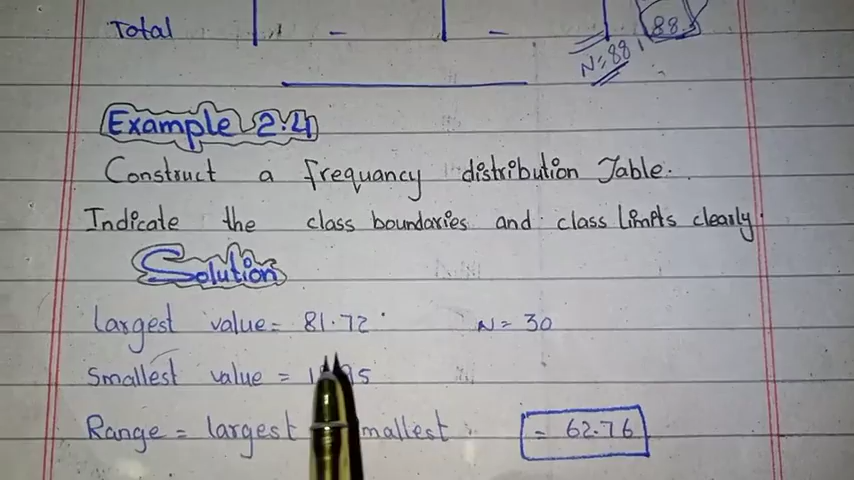 Total - -
N=88 88
Example 2.4
Construct a frequancy distribution Table.
Indicate the class boundaries and class limits clearly.
Solution
largest value= 81.72 N= 30
Smallest value =
Range = largest = 62.76